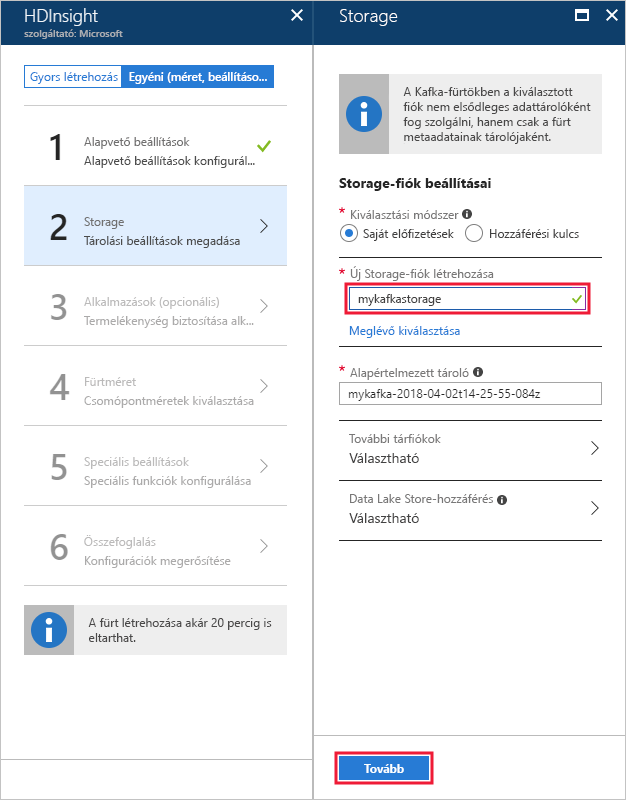 HDInsight
szolgáltató: Microsoft
Gyors létrehozás
Egyéni (méret, beállításo...
1
Alapvető beállítások
Alapvető beállítások konfigurál...
2
Storage
Tárolási beállítások megadása
3
Alkalmazások (opcionális)
Termelékenység biztosítása alk...
4
Fürtméret
Csomópontméretek kiválasztása
5
Speciális beállítások
Speciális funkciók konfigurálása
6
Összefoglalás
Konfigurációk megerősítése
A fürt létrehozása akár 20 percig is
eltarthat.
Storage
A Kafka-fürtökben a kiválasztott
fiók nem elsődleges adattárolóként
fog szolgálni, hanem csak a fürt
metaadatainak tárolójaként.
Storage-fiók beállításai
* Kiválasztási módszer
Saját előfizetések
Hozzáférési kulcs
* Új Storage-fiók létrehozása
mykafkastorage
Meglévő kiválasztása
* Alapértelmezett tároló
mykafka-2018-04-02t14-25-55-084z
További tárfiókok
Választható
Data Lake Store-hozzáférés
Választható
Tovább